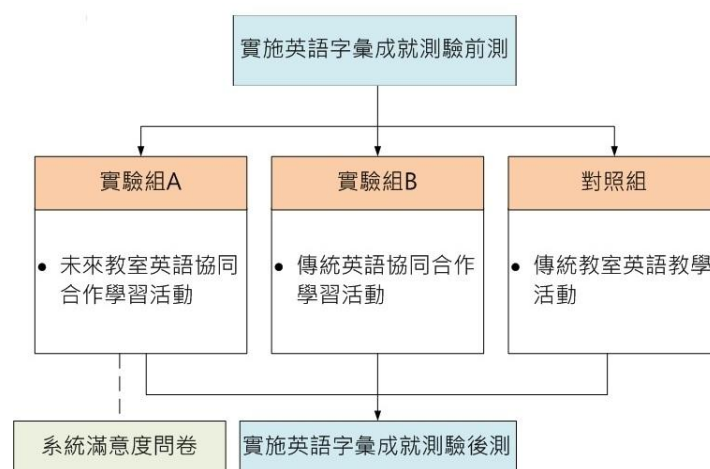 實施英語字彙成就測驗前測
實驗組A
實驗組B
對照組
● 未來教室英語協同
合作學習活動
● 傳統英語協同合作
學習活動
● 傳統教室英語教學
活動
系統滿意度問卷
實施英語字彙成就測驗後測